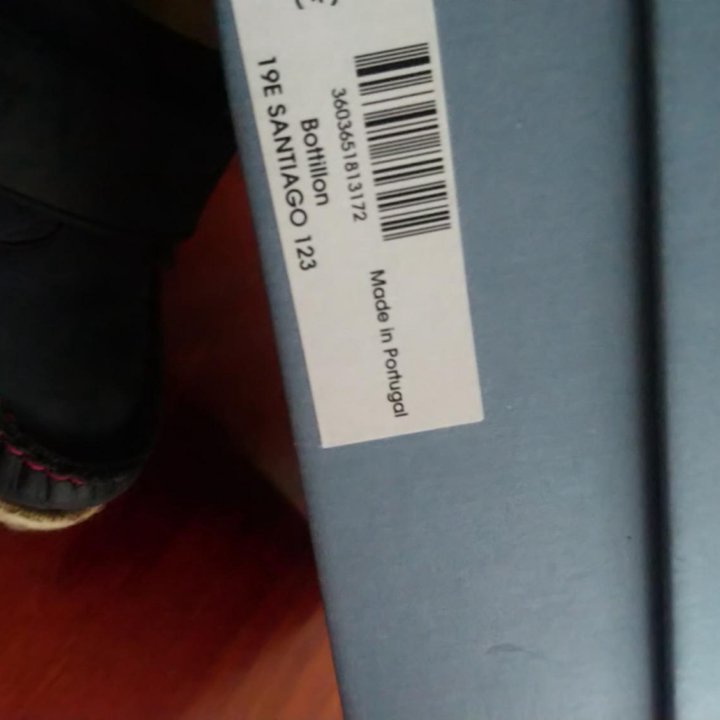 3603651813172
Bottillon
19E SANTIAGO 123
Made in Portugal